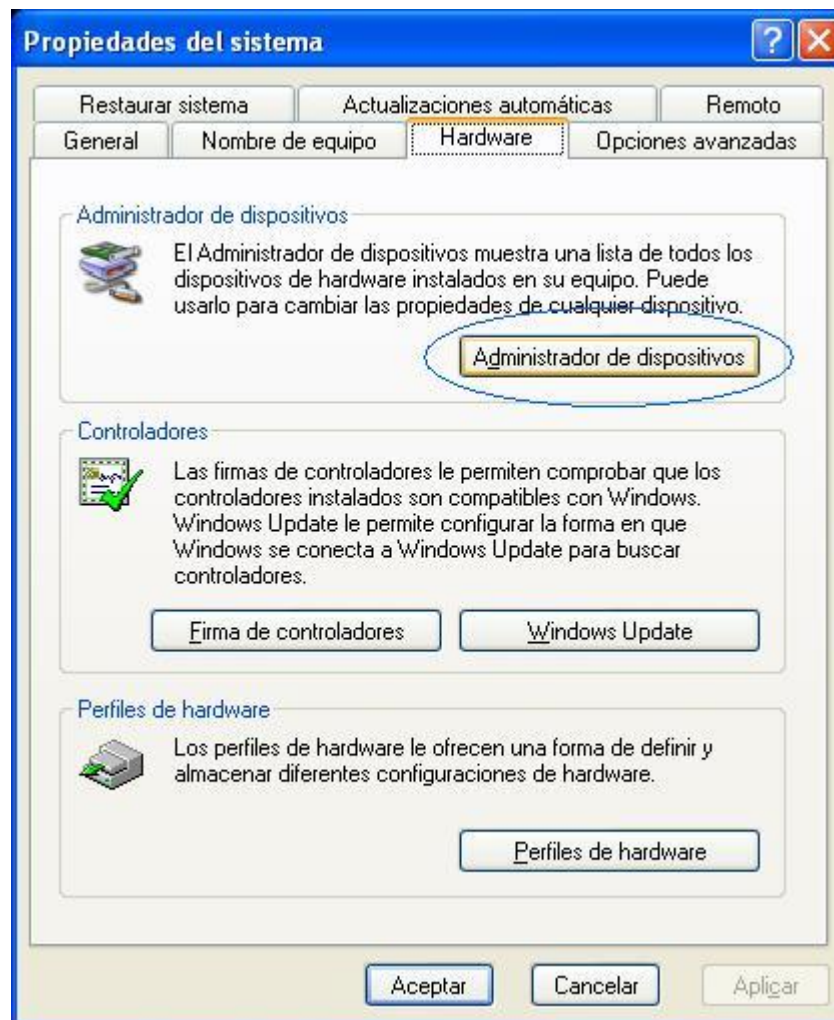 Propiedades del sistema
Restaurar sistema Actualizaciones automáticas Remoto
General Nombre de equipo Hardware Opciones avanzadas
Administrador de dispositivos
El Administrador de dispositivos muestra una lista de todos los
dispositivos de hardware instalados en su equipo. Puede
usarlo para cambiar las propiedades de cualquier dispositivo.
Administrador de dispositivos
Controladores
Las firmas de controladores le permiten comprobar que los
controladores instalados son compatibles con Windows.
Windows Update le permite configurar la forma en que
Windows se conecta a Windows Update para buscar
controladores.
Firma de controladores Windows Update
Perfiles de hardware
Los perfiles de hardware le ofrecen una forma de definir y
almacenar diferentes configuraciones de hardware.
Perfiles de hardware
Aceptar Cancelar Aplicar